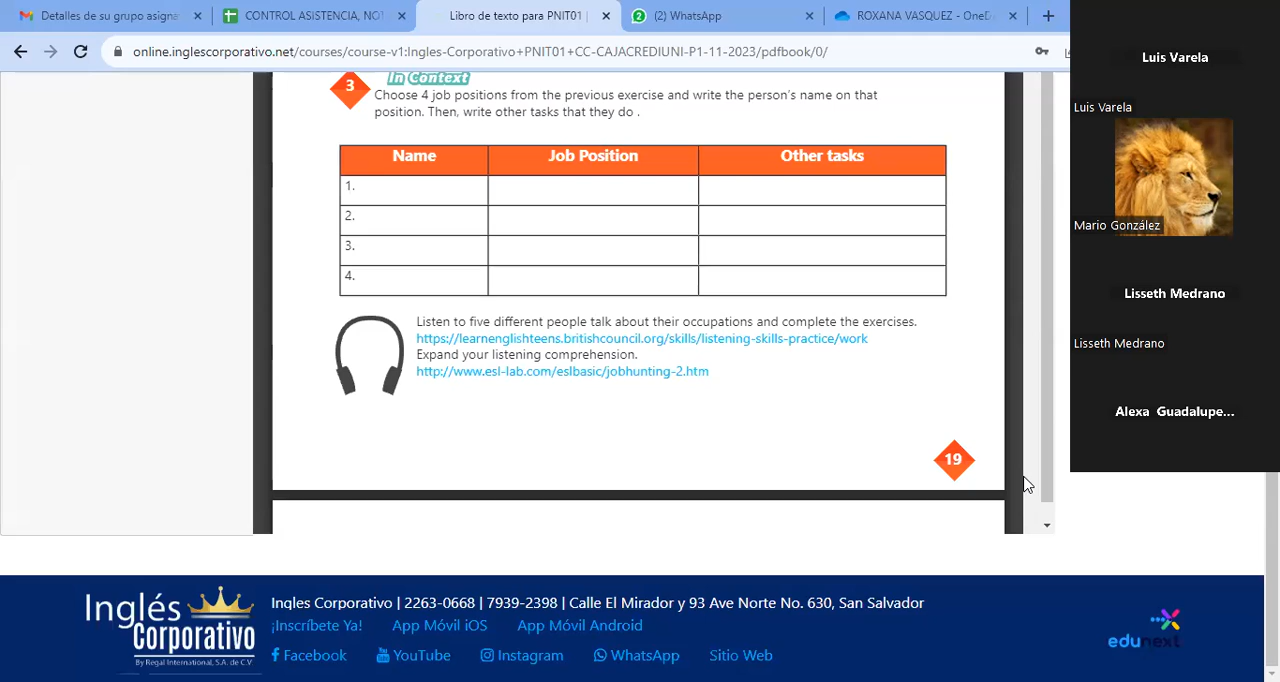 Detalles de su grupo asigna
CONTROL ASISTENCIA, NOT
Libro de texto para PNIT01
(2) WhatsApp
ROXANA VASQUEZ - OneD
online.inglescorporativo.net/courses/course-v1:Ingles-Corporativo+PNIT01+CC-CAJACREDIUNI-P1-11-2023/pdfbook/0/
3
In Context
Choose 4 job positions from the previous exercise and write the person's name on that
position. Then, write other tasks that they do .
Name Job Position Other tasks
1.
2.
3.
4.
Listen to five different people talk about their occupations and complete the exercises.
https://learnenglishteens.britishcouncil.org/skills/listening-skills-practice/work
Expand your listening comprehension.
http://www.esl-lab.com/eslbasic/jobhunting-2.htm
19
Luis Varela
Luis Varela
Mario González
Lisseth Medrano
Lisseth Medrano
Alexa Guadalupe...
Inglés
Corporativo
By Regal International, S.A. de C.V
Ingles Corporativo | 2263-0668 | 7939-2398 | Calle El Mirador y 93 Ave Norte No. 630, San Salvador
¡Inscríbete Ya! App Móvil iOS App Móvil Android
Facebook YouTube Instagram WhatsApp Sitio Web
edunext